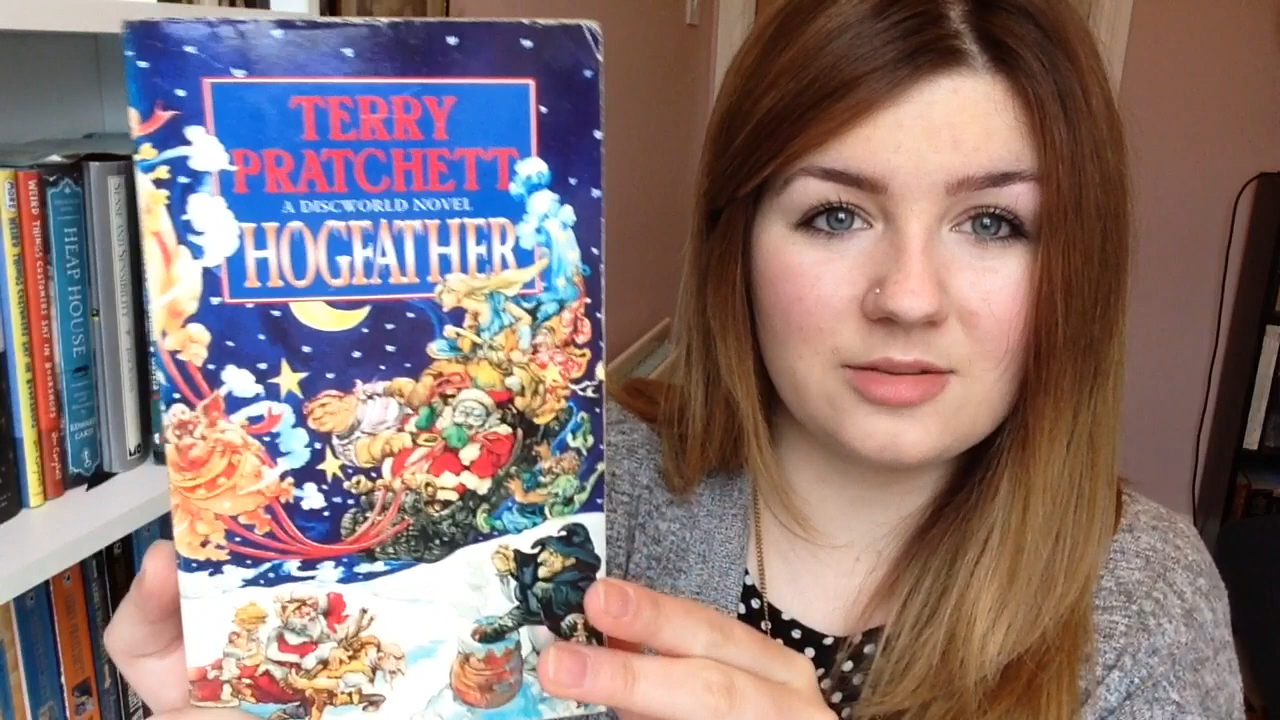 TERRY
PRATCHETT
A DISCWORLD NOVEL
HOGFATHER
WEIRD THINGS CUSTOMERS SAY IN BOOKSHOPS
HEAP HOUSE
SENSE AND SENSIBILITY